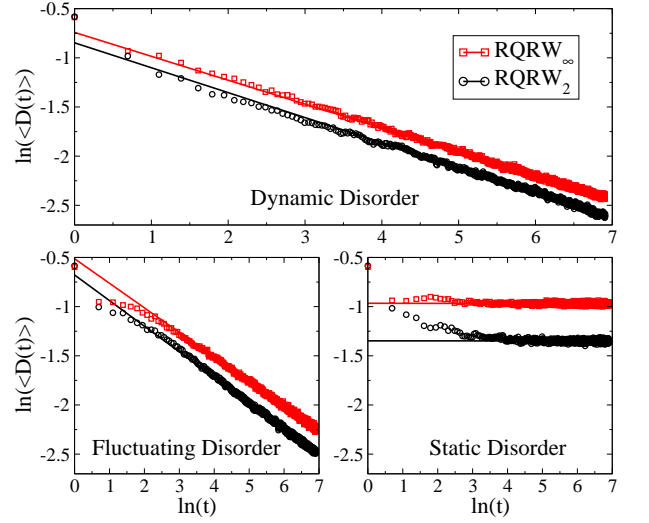 -0.5
-1
-1.5
-2
-2.5
ln(<D(t)>)
RQRW∞
RQRW2
Dynamic Disorder
0 1 2 3 4 5 6 7
-0.5
-1
-1.5
-2
-2.5
ln(<D(t)>)
Fluctuating Disorder
0 1 2 3 4 5 6 7
ln(t)
-0.5
-1
-1.5
-2
-2.5
Static Disorder
0 1 2 3 4 5 6 7
ln(t)